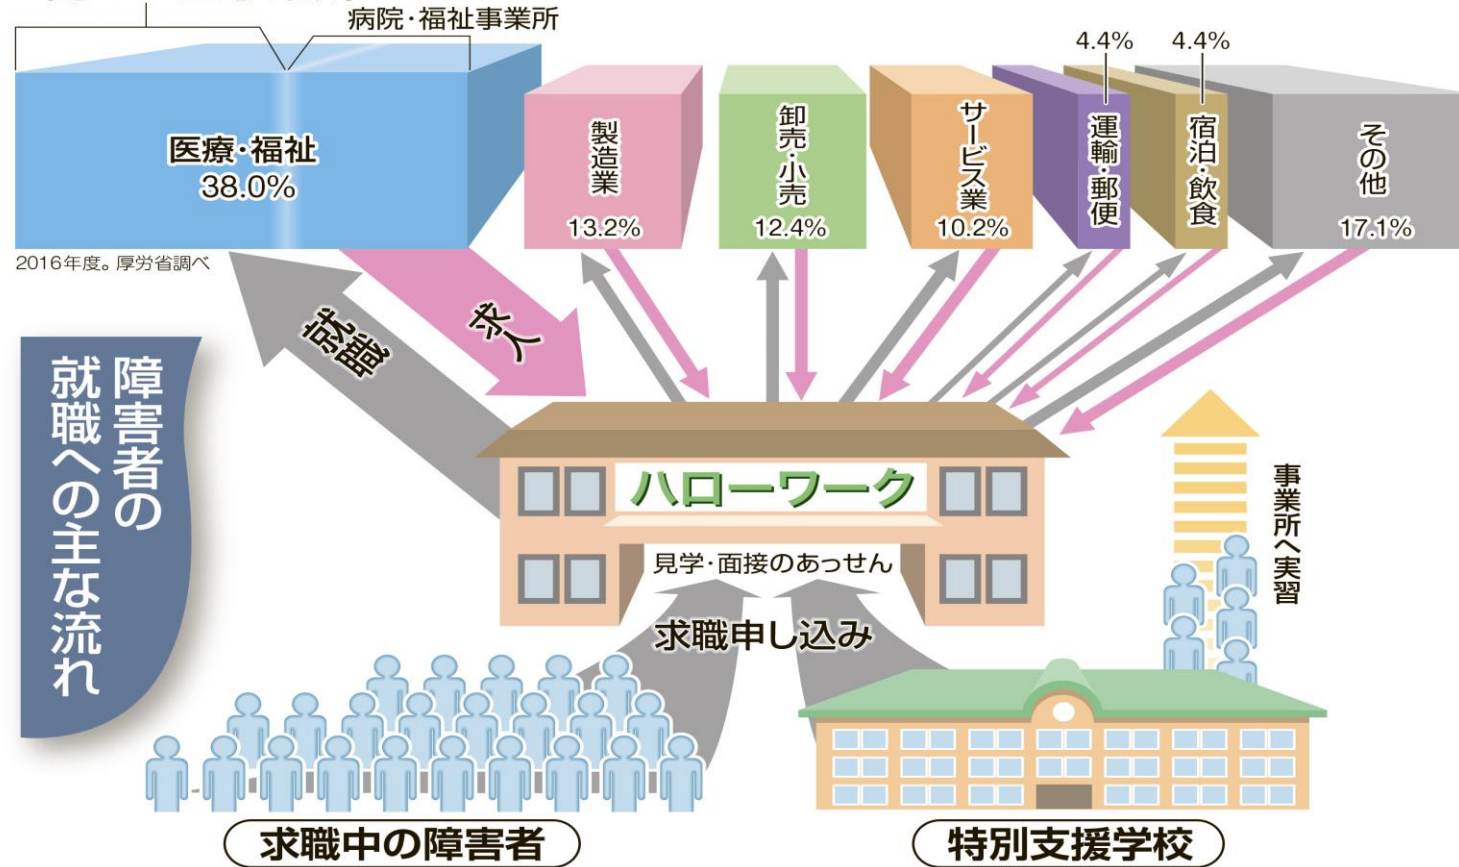 病院・福祉事業所
4.4%
4.4%
医療・福祉
38.0%
製造業
13.2%
卸売・小売
12.4%
サービス業
10.2%
運輸・郵便
宿泊・飲食
その他
17.1%
2016年度。厚労省調べ
就職
求人
障害者の
就職への主な流れ
ハローワーク
見学・面接のあっせん
事業所へ実習
求職申し込み
求職中の障害者
特別支援学校